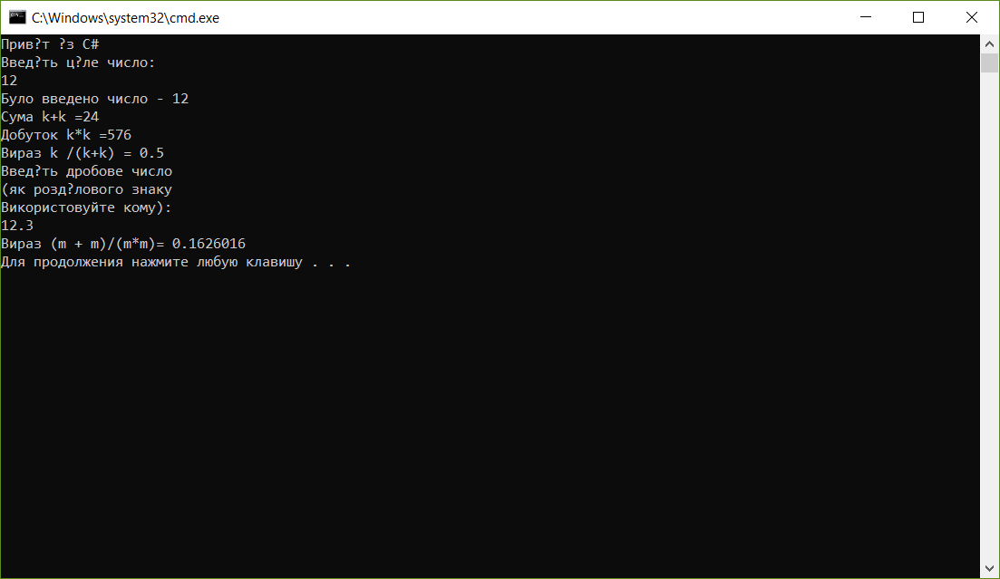 C:\Windows\system32\cmd.exe
Прив?т ?з C#
Введ?ть ц?ле число:
12
Було введено число - 12
Сума k+k =24
Добуток k*k =576
Вираз k /(k+k) = 0.5
Введ?ть дробове число
(як розд?лового знаку
Використовуйте кому):
12.3
Вираз (m + m)/(m*m)= 0.1626016
Для продолжения нажмите любую клавишу . . .